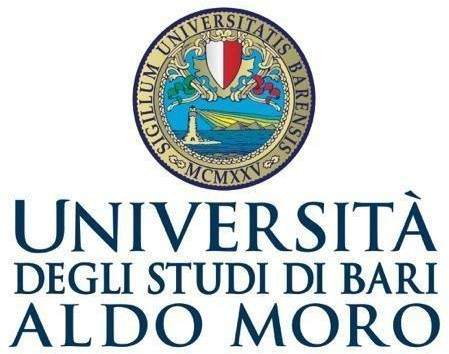 SIGILLUM UNIVERSITATIS BARENSIS
MCMXXV
UNIVERSITÀ
DEGLI STUDI DI BARI
ALDO MORO